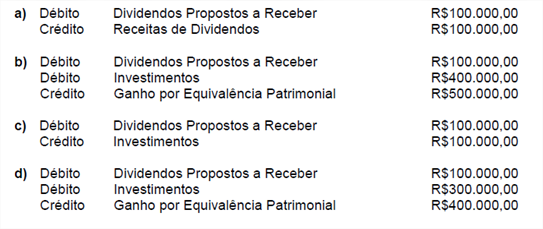 a) Débito Dividendos Propostos a Receber R$100.000,00
Crédito Receitas de Dividendos R$100.000,00
b) Débito Dividendos Propostos a Receber R$100.000,00
Débito Investimentos R$400.000,00
Crédito Ganho por Equivalência Patrimonial R$500.000,00
c) Débito Dividendos Propostos a Receber R$100.000,00
Crédito Investimentos R$100.000,00
d) Débito Dividendos Propostos a Receber R$100.000,00
Débito Investimentos R$300.000,00
Crédito Ganho por Equivalência Patrimonial R$400.000,00